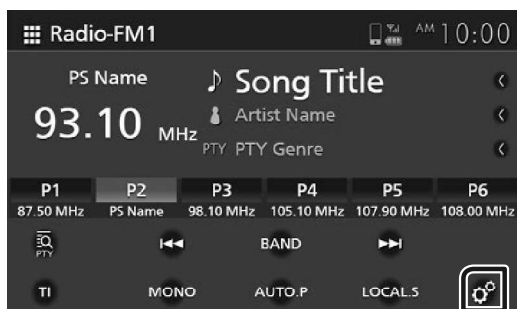 Radio-FM1 AM 10:00
PS Name Song Title
93.10 MHz Artist Name
PTY PTY Genre
P1 P2 P3 P4 P5 P6
87.50 MHz PS Name 98.10 MHz 105.10 MHz 107.90 MHz 108.00 MHz
PTY BAND
TI MONO AUTO.P LOCAL.S